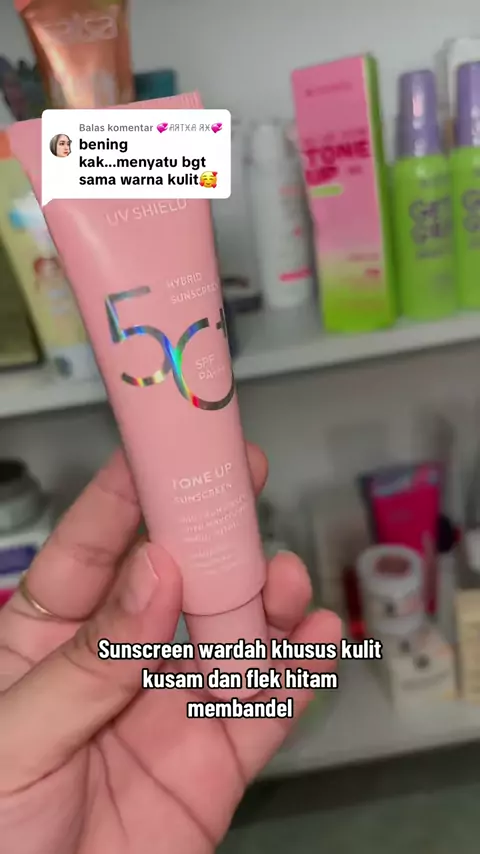 Balas komentar
bening
kak...menyatu bgt
sama warna kulit🥰
UV SHIELD
HYBRID
SUNSCREEN
50+
SPF
PA
TONE UP
SUNSCREEN
TONE
UP
Sunscreen wardah khusus kulit
kusam dan flek hitam
membandel